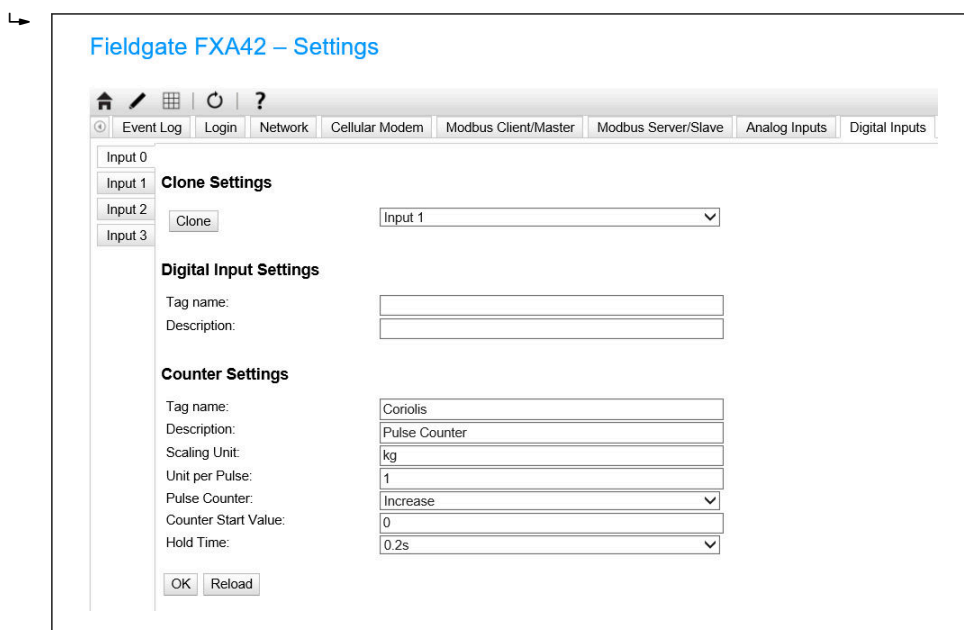 Fieldgate FXA42 – Settings
?
Event Log Login Network Cellular Modem Modbus Client/Master Modbus Server/Slave Analog Inputs Digital Inputs
Input 0
Input 1
Input 2
Input 3
Clone Settings
Clone Input 1
Digital Input Settings
Tag name:
Description:
Counter Settings
Tag name: Coriolis
Description: Pulse Counter
Scaling Unit: kg
Unit per Pulse: 1
Pulse Counter: Increase
Counter Start Value: 0
Hold Time: 0.2s
OK Reload